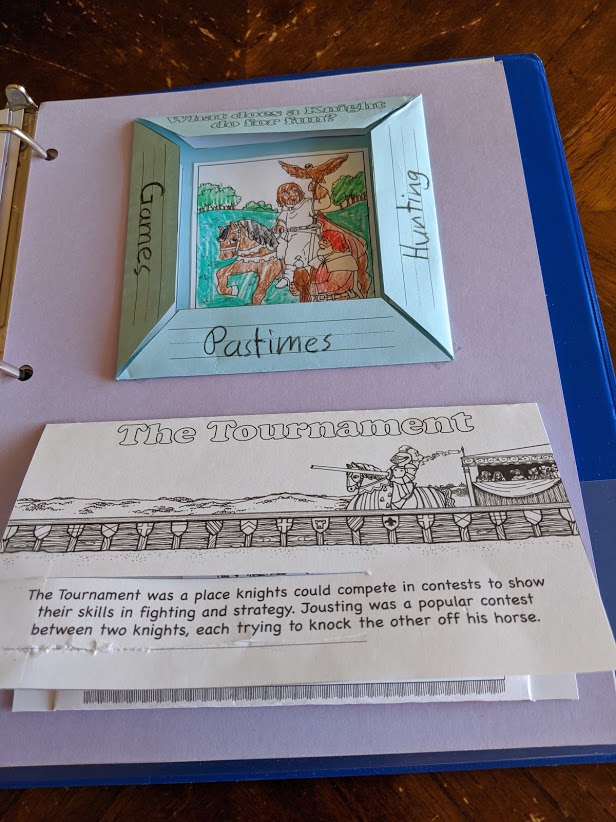 What does a Knight
do for fun?
Games
Hunting
Pastimes
The Tournament
The Tournament was a place knights could compete in contests to show
their skills in fighting and strategy. Jousting was a popular contest
between two knights, each trying to knock the other off his horse.